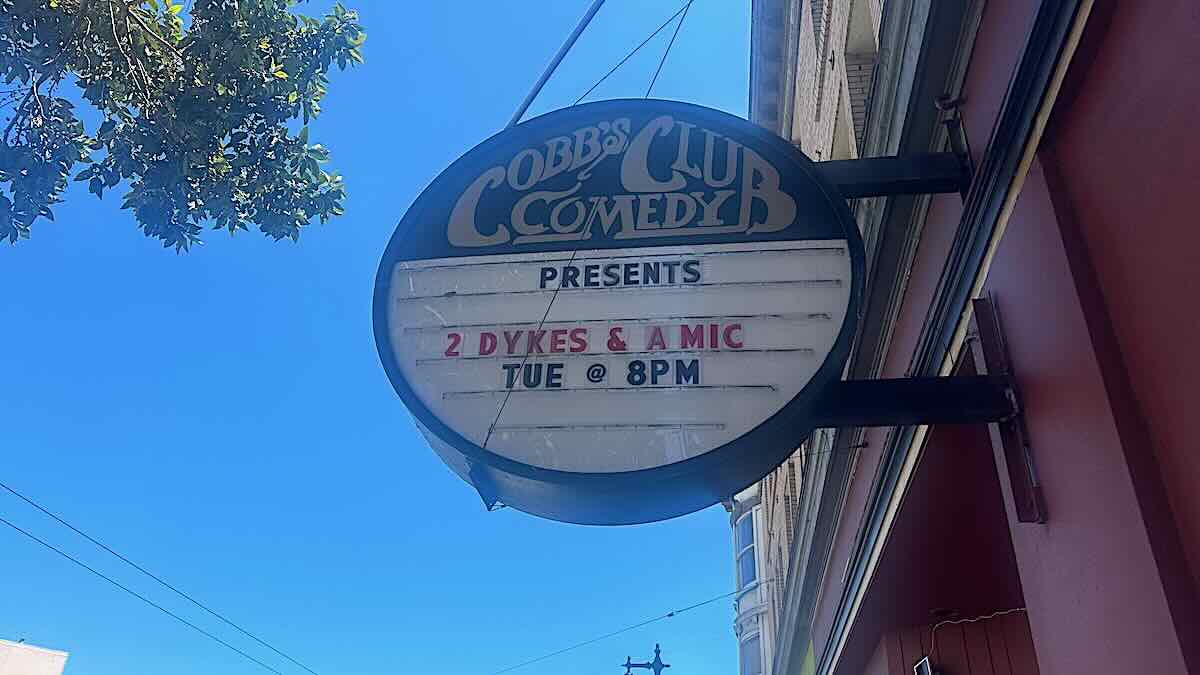 COBB'S
COMEDY
CLUB
PRESENTS
2 DYKES & A MIC
TUE @ 8PM